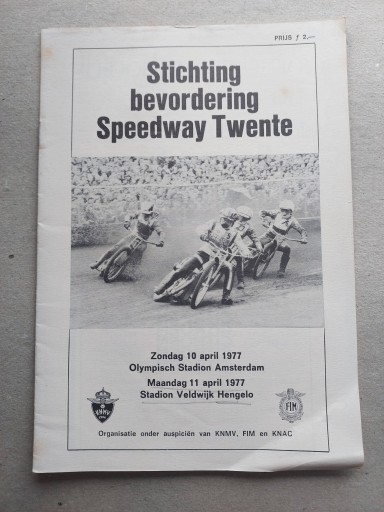 PRIJS ƒ 2,—
Stichting
bevordering
Speedway Twente
Zondag 10 april 1977
Olympisch Stadion Amsterdam
Maandag 11 april 1977
Stadion Veldwijk Hengelo
KNMV
FIM
Organisatie onder auspiciën van KNMV, FIM en KNAC